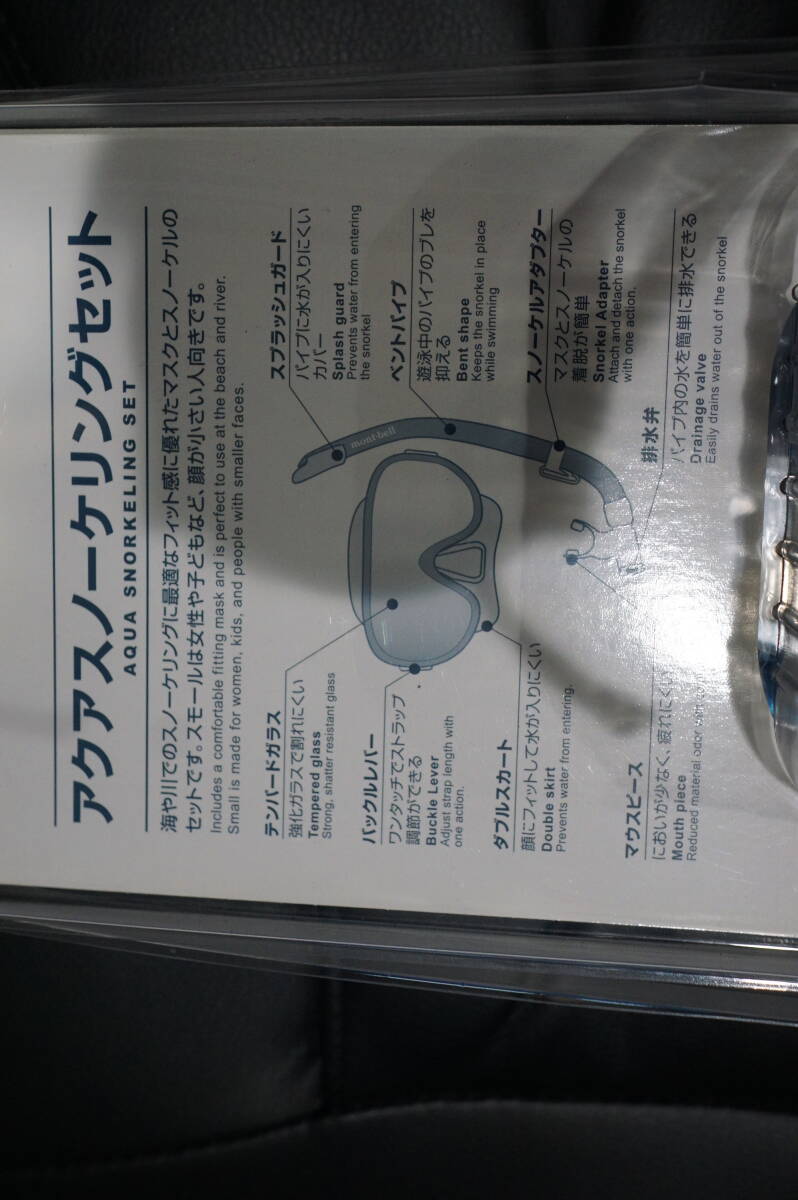 アクアスノーケリングセット
AQUA SNORKELING SET
海や川でのスノーケリングに最適なフィット感に優れたマスクとスノーケルの
セットです。スモールは女性や子どもなど、顔が小さい人向きです。
Includes a comfortable fitting mask and is perfect to use at the beach and river.
Small is made for women, kids, and people with smaller faces.
テンパードガラス
強化ガラスで割れにくい
Tempered glass
Strong, shatter resistant glass
バックルレバー
ワンタッチでストラップ
調節ができる
Buckle Lever
Adjust strap length with
one action.
ダブルスカート
顔にフィットして水が入りにくい
Double skirt
Prevents water from entering.
マウスピース
においが少なく、疲れにくい
Mouth piece
Reduced material odor
mont-bell
スプラッシュガード
パイプに水が入りにくい
カバー
Splash guard
Prevents water from entering
the snorkel
ベントパイプ
遊泳中のパイプのブレを
抑える
Bent shape
Keeps the snorkel in place
while swimming
スノーケルアダプター
マスクとスノーケルの
着脱が簡単
Snorkel Adapter
Attach and detach the snorkel
with one action.
排水弁
パイプ内の水を簡単に排水できる
Drainage valve
Easily drains water out of the snorkel